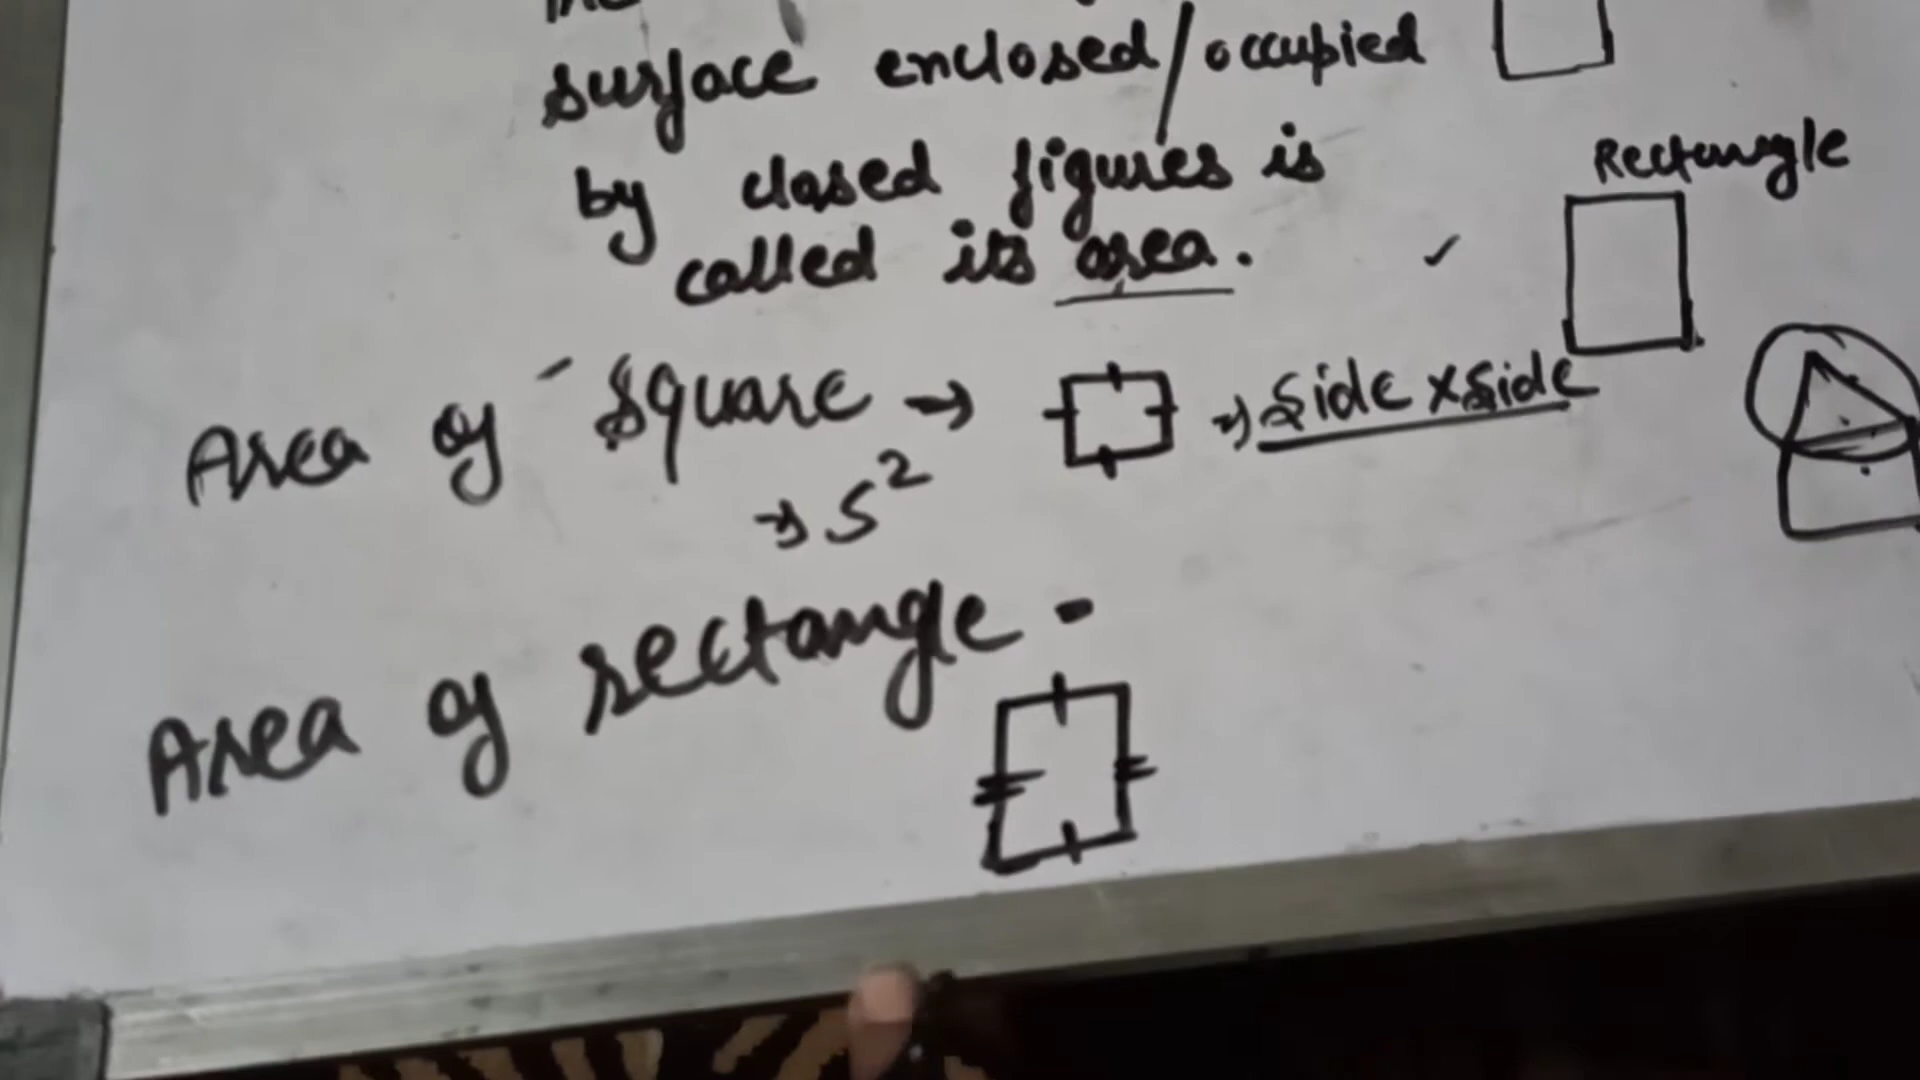 surface enclosed/occupied
by closed figures is
called its area.
Rectangle
Area of square → ⇒ Side x Side
⇒ S²
Area of rectangle -